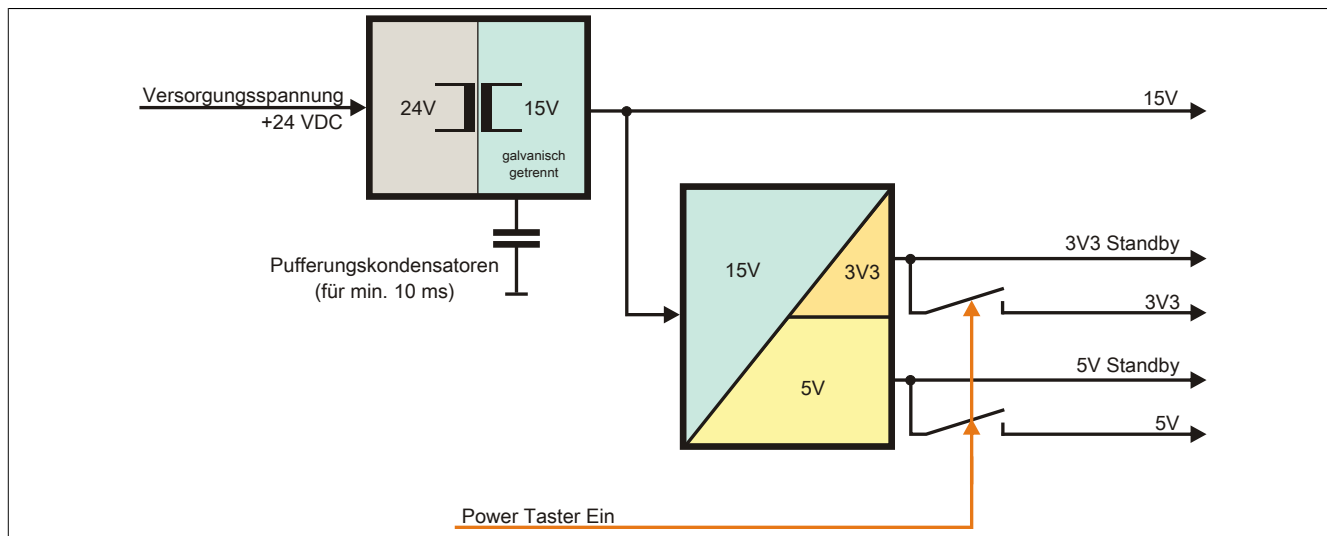 Versorgungsspannung
+24 VDC
24V
15V
galvanisch
getrennt
15V
Pufferungskondensatoren
(für min. 10 ms)
15V
3V3
5V
3V3 Standby
3V3
5V Standby
5V
Power Taster Ein